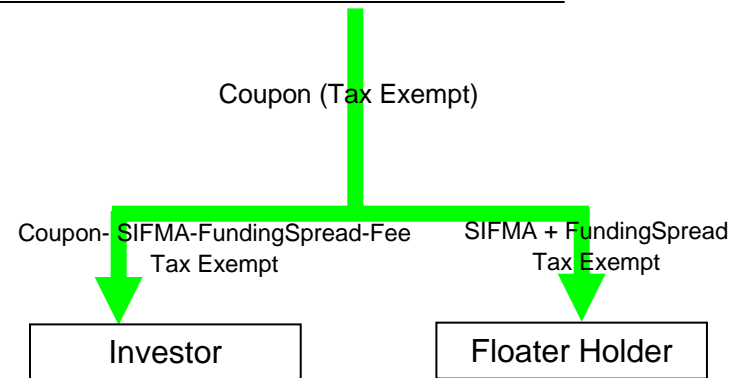 Coupon (Tax Exempt)
Coupon- SIFMA-FundingSpread-Fee
Tax Exempt
SIFMA + FundingSpread
Tax Exempt
Investor
Floater Holder